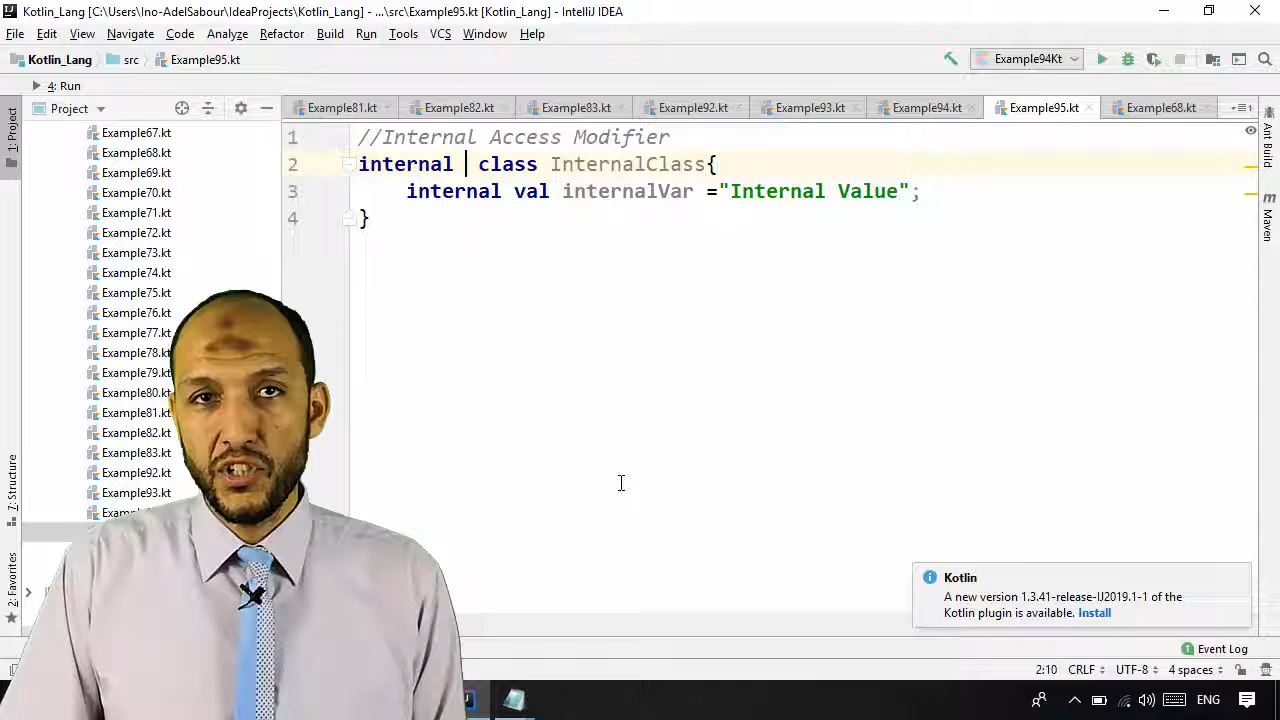 Kotlin_Lang [C:\Users\Ino-AdelSabour\IdeaProjects\Kotlin_Lang] - ...\src\Example95.kt [Kotlin_Lang] - IntelliJ IDEA
File Edit View Navigate Code Analyze Refactor Build Run Tools VCS Window Help
Kotlin_Lang src Example95.kt Example94Kt
4: Run
Project
Example81.kt Example82.kt Example83.kt Example92.kt Example93.kt Example94.kt Example95.kt Example68.kt
1: Project
7: Structure
2: Favorites
Example67.kt
Example68.kt
Example69.kt
Example70.kt
Example71.kt
Example72.kt
Example73.kt
Example74.kt
Example75.kt
Example76.kt
Example77.kt
Example78.kt
Example79.kt
Example80.kt
Example81.kt
Example82.kt
Example83.kt
Example92.kt
Example93.kt
1 //Internal Access Modifier
2 internal class InternalClass{
3 internal val internalVar ="Internal Value";
4 }
Ant Build
m Maven
Kotlin
A new version 1.3.41-release-IJ2019.1-1 of the
Kotlin plugin is available. Install
Event Log
2:10 CRLF UTF-8 4 spaces
ENG